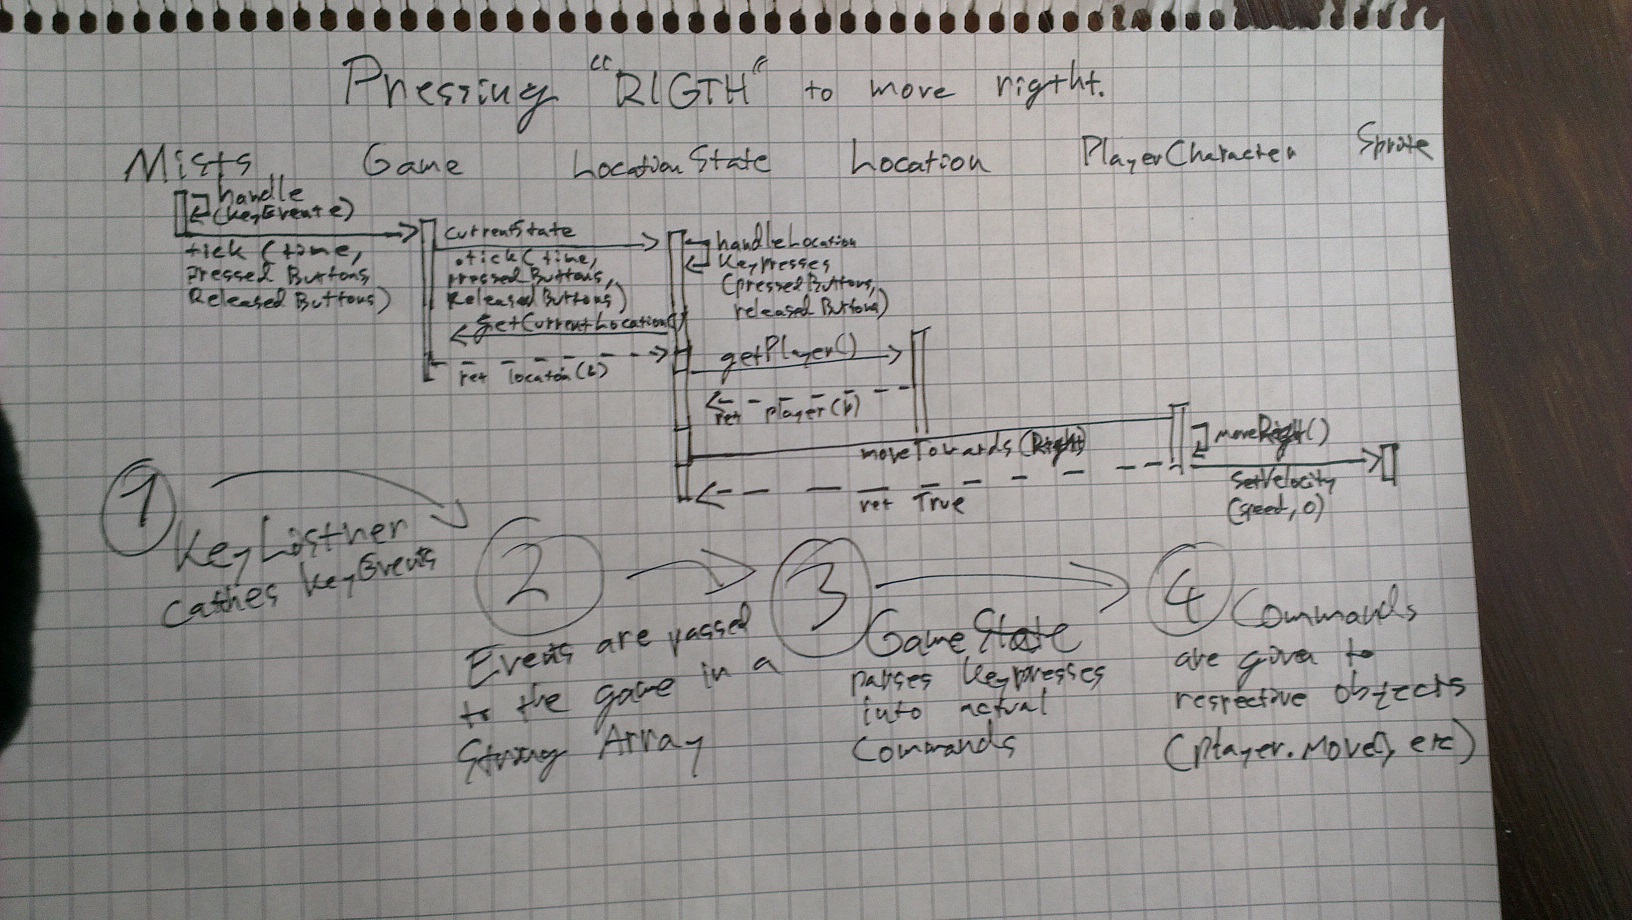 Pressing "RIGTH" to move rigtht.
Mists Game LocationState Location PlayerCharacter Sprite
handle
(KeyEvent e)
tick (time,
Pressed Buttons
Released Buttons)
currentState
.tick (time,
pressed Buttons,
Released Buttons)
handleLocation
Keypresses
(pressedButtons,
released Buttons)
getCurrentLocation()
ret location(L)
getPlayer()
ret player(p)
moveTowards (Right)
moveRight()
SetVelocity
(speed, 0)
ret True
1
KeyListner
cathes KeyEvents
2
Events are passed
to the game in a
String Array
3
GameState
parses Keypresses
into actual
Commands
4
Commands
are given to
respective objects
(player.Move(), etc)